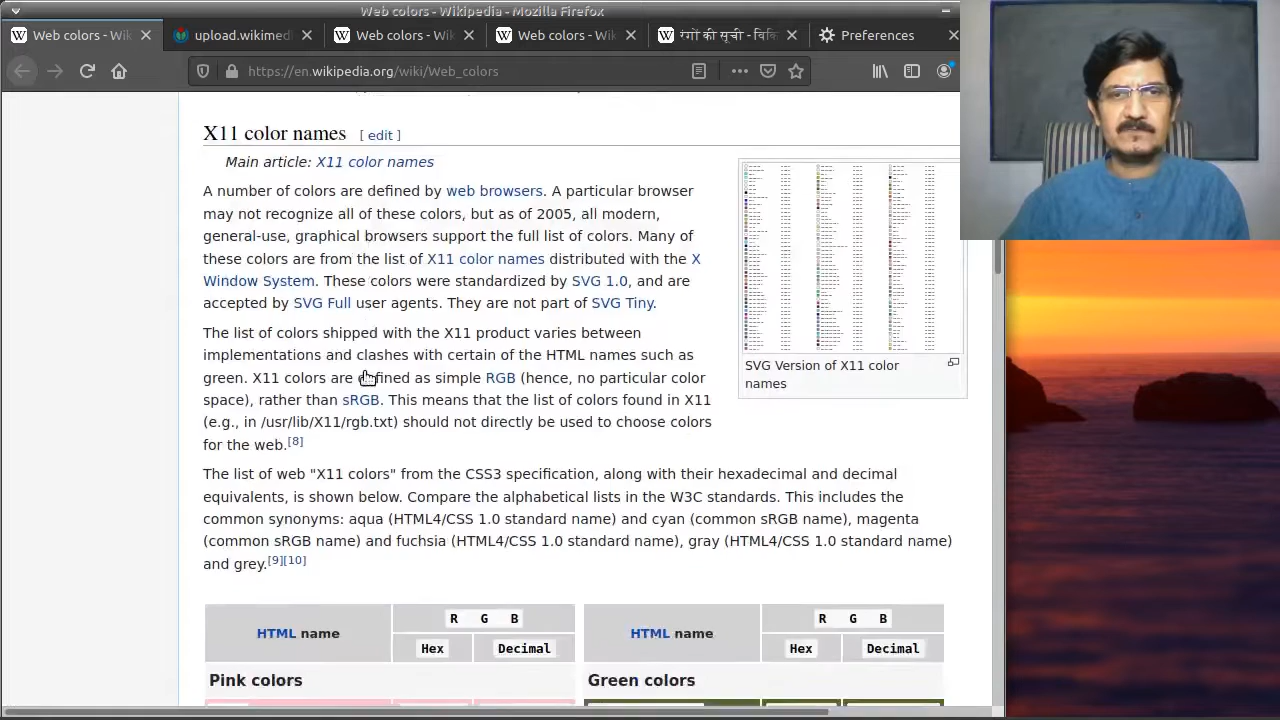 Web colors - Wikipedia - Mozilla Firefox
Web colors - Wik
upload.wikimed
Web colors - Wik
Web colors - Wik
रंगों की सूची - विकि
Preferences
https://en.wikipedia.org/wiki/Web_colors
X11 color names [ edit ]
Main article: X11 color names
A number of colors are defined by web browsers. A particular browser
may not recognize all of these colors, but as of 2005, all modern,
general-use, graphical browsers support the full list of colors. Many of
these colors are from the list of X11 color names distributed with the X
Window System. These colors were standardized by SVG 1.0, and are
accepted by SVG Full user agents. They are not part of SVG Tiny.
SVG Version of X11 color
names
The list of colors shipped with the X11 product varies between
implementations and clashes with certain of the HTML names such as
green. X11 colors are defined as simple RGB (hence, no particular color
space), rather than sRGB. This means that the list of colors found in X11
(e.g., in /usr/lib/X11/rgb.txt) should not directly be used to choose colors
for the web.[8]
The list of web "X11 colors" from the CSS3 specification, along with their hexadecimal and decimal
equivalents, is shown below. Compare the alphabetical lists in the W3C standards. This includes the
common synonyms: aqua (HTML4/CSS 1.0 standard name) and cyan (common sRGB name), magenta
(common sRGB name) and fuchsia (HTML4/CSS 1.0 standard name), gray (HTML4/CSS 1.0 standard name)
and grey.[9][10]
HTML name
R G B
Hex
Decimal
HTML name
R G B
Hex
Decimal
Pink colors
Green colors